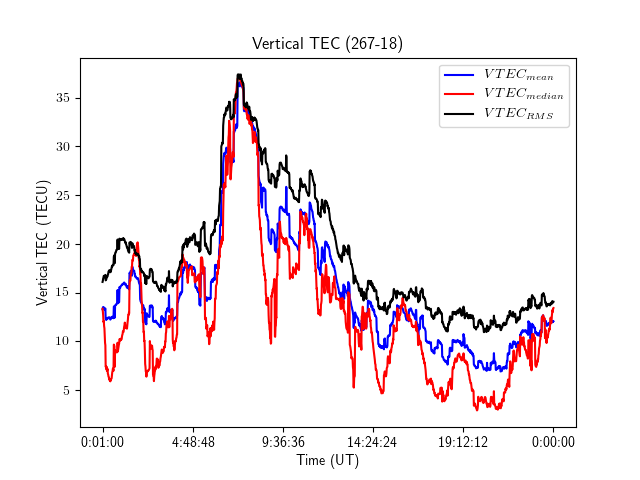 Vertical TEC (267-18)
VTEC_mean
VTEC_median
VTEC_RMS
Vertical TEC (TECU)
35
30
25
20
15
10
5
0:01:00 4:48:48 9:36:36 14:24:24 19:12:12 0:00:00
Time (UT)